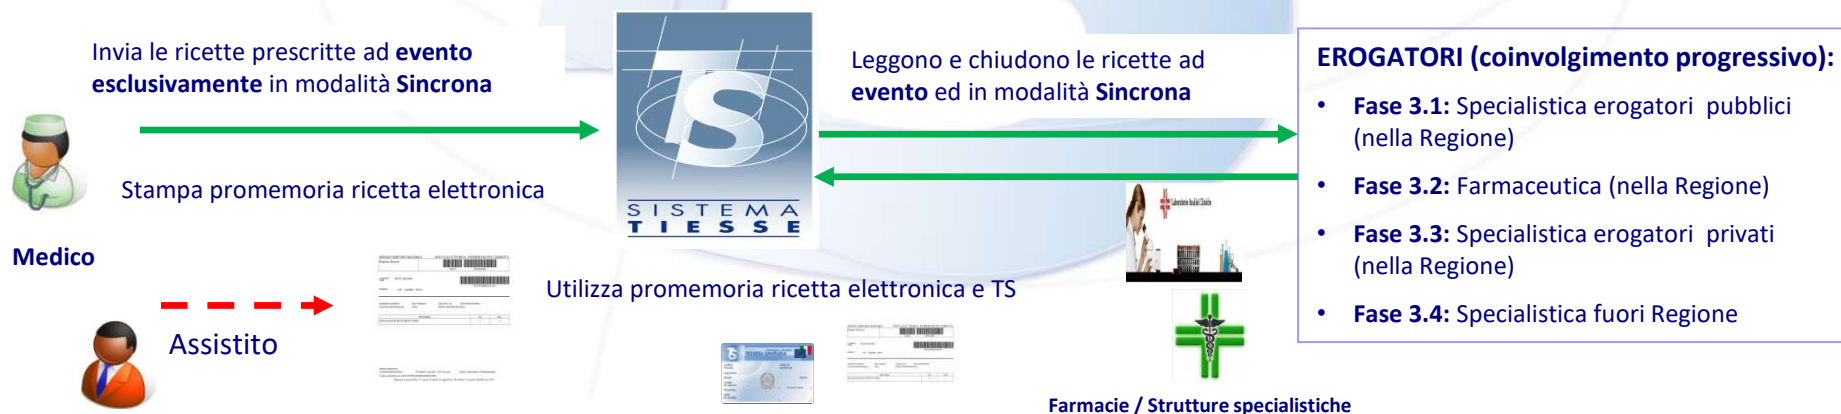 Invia le ricette prescritte ad evento
esclusivamente in modalità Sincrona
Stampa promemoria ricetta elettronica
Medico
Assistito
SISTEMA
TIESSE
Utilizza promemoria ricetta elettronica e TS
TESSERA SANITARIA
Leggono e chiudono le ricette ad
evento ed in modalità Sincrona
Farmacie / Strutture specialistiche
EROGATORI (coinvolgimento progressivo):
• Fase 3.1: Specialistica erogatori pubblici
(nella Regione)
• Fase 3.2: Farmaceutica (nella Regione)
• Fase 3.3: Specialistica erogatori privati
(nella Regione)
• Fase 3.4: Specialistica fuori Regione